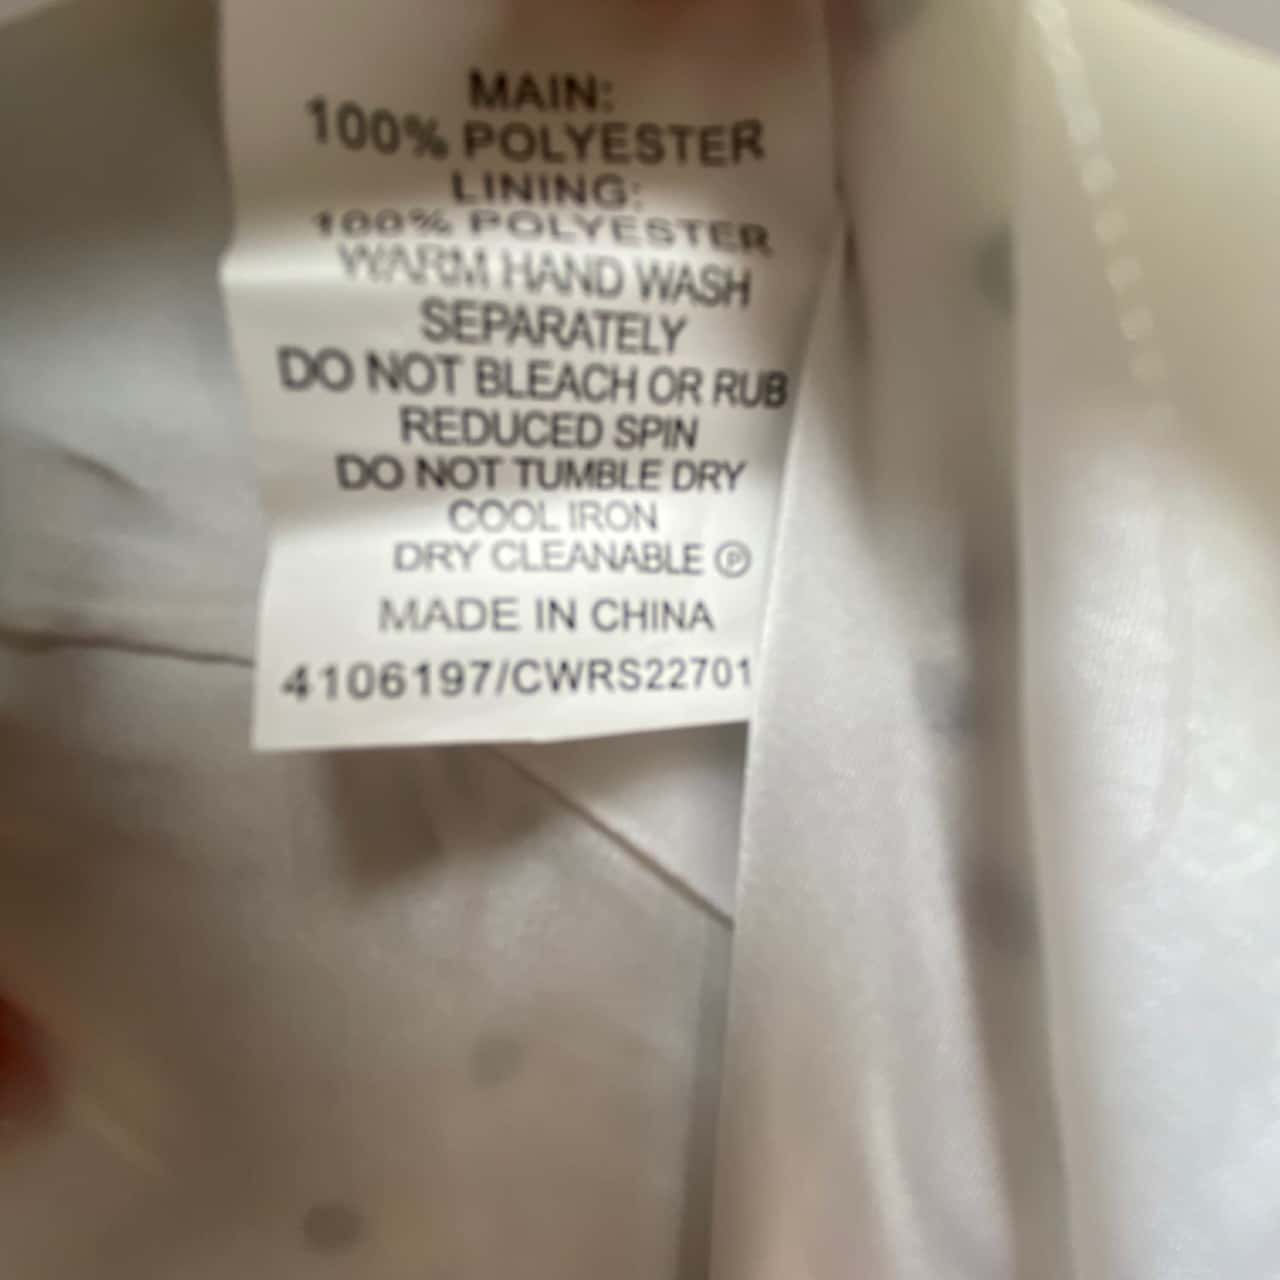 MAIN:
100% POLYESTER
LINING:
100% POLYESTER
WARM HAND WASH
SEPARATELY
DO NOT BLEACH OR RUB
REDUCED SPIN
DO NOT TUMBLE DRY
COOL IRON
DRY CLEANABLE Ⓟ
MADE IN CHINA
4106197/CWRS22701